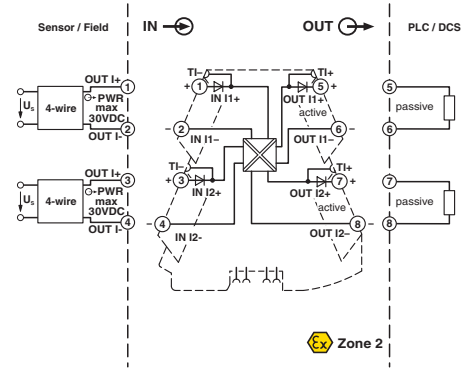 Sensor / Field
IN
OUT
PLC / DCS
OUT I+
1
PWR
max
30VDC
OUT I-
2
Us
4-wire
OUT I+
3
PWR
max
30VDC
OUT I-
4
Us
4-wire
TI–
1
+
IN I1+
–
2
IN I1–
TI–
+
3
IN I2+
–
4
IN I2-
TI+
5
+
OUT I1+
active
6
–
OUT I1–
TI+
7
+
OUT I2+
active
8
–
OUT I2–
5
passive
6
7
passive
8
Ex
Zone 2